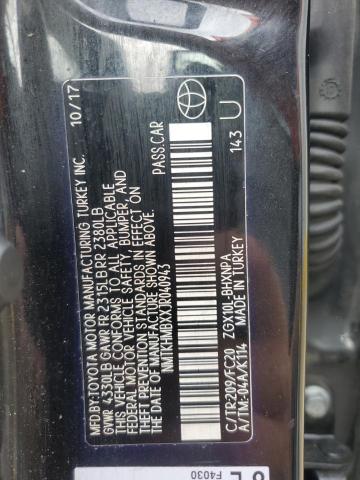 MFD BY:TOYOTA MOTOR MANUFACTURING TURKEY INC. 10/17
GVWR 4330LB GAWR FR 2315LB RR 2380LB
THIS VEHICLE CONFORMS TO ALL APPLICABLE
FEDERAL MOTOR VEHICLE SAFETY, BUMPER, AND
THEFT PREVENTION STANDARDS IN EFFECT ON
THE DATE OF MANUFACTURE SHOWN ABOVE.
NMTKHMBXXJR040943 PASS.CAR
C/TR:209/FC20 ZGX10L-BHXNPA 143 U
A/TM:-04A/K114
MADE IN TURKEY
F4030